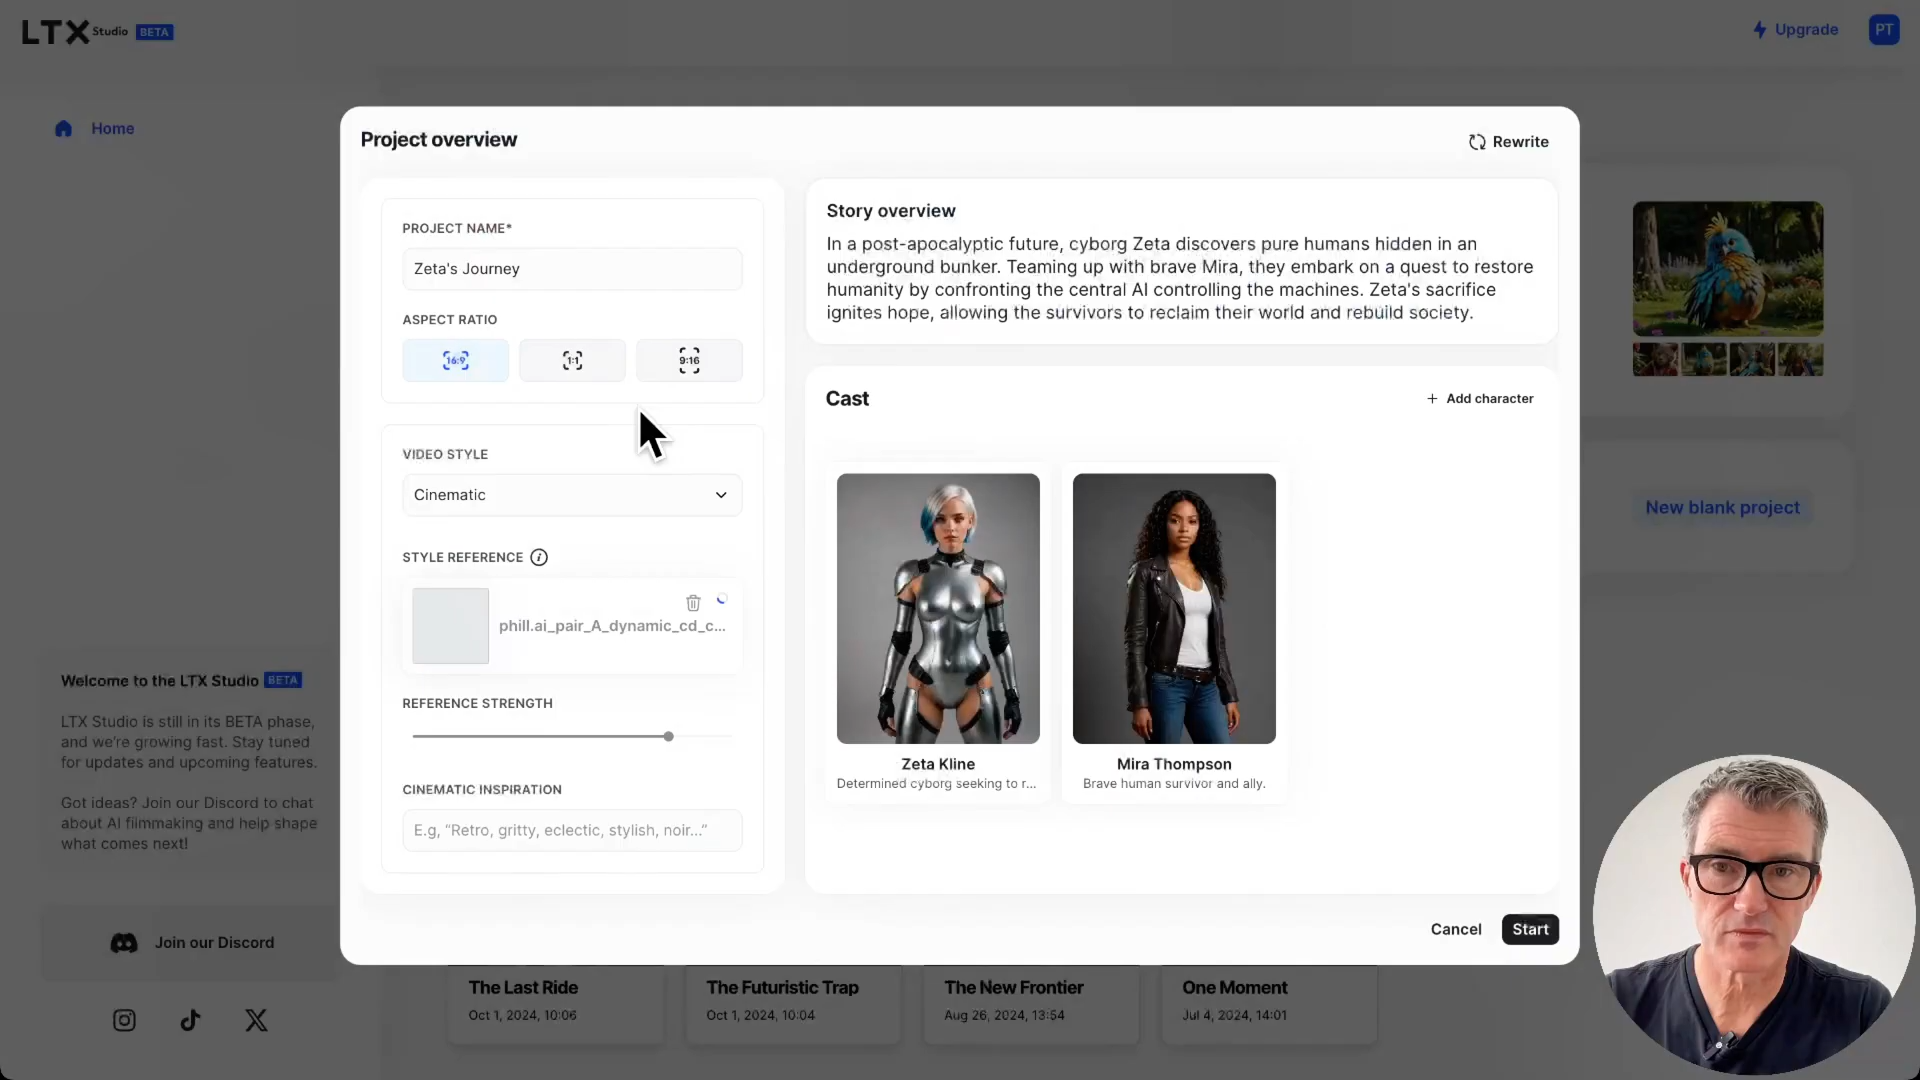 LTX Studio BETA
Upgrade
PT
Home
Project overview
Rewrite
PROJECT NAME*
Zeta's Journey
ASPECT RATIO
16:9
1:1
9:16
VIDEO STYLE
Cinematic
STYLE REFERENCE
phill.ai_pair_A_dynamic_cd_c...
REFERENCE STRENGTH
CINEMATIC INSPIRATION
E.g, “Retro, gritty, eclectic, stylish, noir...”
Story overview
In a post-apocalyptic future, cyborg Zeta discovers pure humans hidden in an
underground bunker. Teaming up with brave Mira, they embark on a quest to restore
humanity by confronting the central AI controlling the machines. Zeta's sacrifice
ignites hope, allowing the survivors to reclaim their world and rebuild society.
Cast
+ Add character
Zeta Kline
Determined cyborg seeking to r...
Mira Thompson
Brave human survivor and ally.
Cancel
Start
New blank project
Welcome to the LTX Studio BETA
LTX Studio is still in its BETA phase,
and we’re growing fast. Stay tuned
for updates and upcoming features.
Got ideas? Join our Discord to chat
about AI filmmaking and help shape
what comes next!
Join our Discord
The Last Ride
Oct 1, 2024, 10:06
The Futuristic Trap
Oct 1, 2024, 10:04
The New Frontier
Aug 26, 2024, 13:54
One Moment
Jul 4, 2024, 14:01